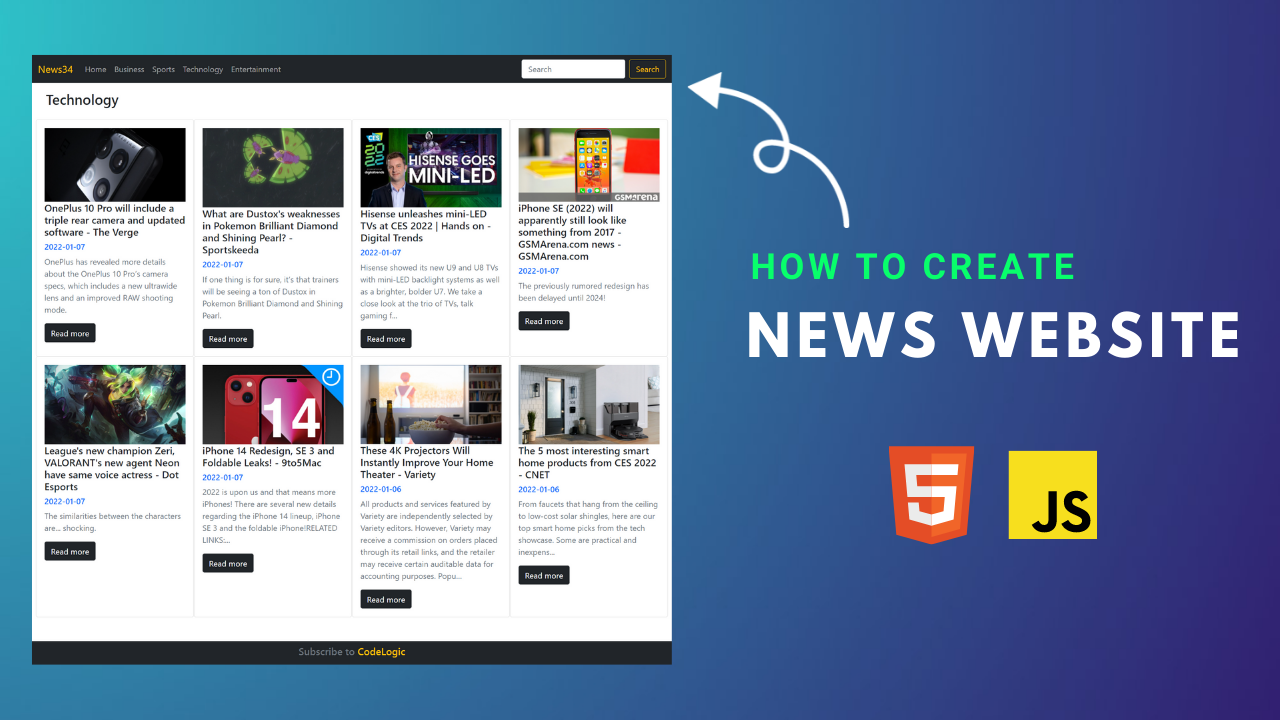 News34 Home Business Sports Technology Entertainment Search Search
Technology
OnePlus 10 Pro will include a
triple rear camera and updated
software - The Verge
2022-01-07
OnePlus has revealed more details
about the OnePlus 10 Pro's camera
specs, which includes a new ultrawide
lens and an improved RAW shooting
mode.
Read more
What are Dustox's weaknesses
in Pokemon Brilliant Diamond
and Shining Pearl? -
Sportskeeda
2022-01-07
If one thing is for sure, it's that trainers
will be seeing a ton of Dustox in
Pokemon Brilliant Diamond and Shining
Pearl.
Read more
CES
2022
digitaltrends
HISENSE GOES
MINI-LED
Hisense unleashes mini-LED
TVs at CES 2022 | Hands on -
Digital Trends
2022-01-07
Hisense showed its new U9 and U8 TVs
with mini-LED backlight systems as well
as a brighter, bolder U7. We take a
close look at the trio of TVs, talk
gaming f...
Read more
GSMArena
iPhone SE (2022) will
apparently still look like
something from 2017 -
GSMArena.com news -
GSMArena.com
2022-01-07
The previously rumored redesign has
been delayed until 2024!
Read more
League's new champion Zeri,
VALORANT's new agent Neon
have same voice actress - Dot
Esports
2022-01-07
The similarities between the characters
are... shocking.
Read more
14
iPhone 14 Redesign, SE 3 and
Foldable Leaks! - 9to5Mac
2022-01-07
2022 is upon us and that means more
iPhones! There are several new details
regarding the iPhone 14 lineup, iPhone
SE 3 and the foldable iPhone!RELATED
LINKS:...
Read more
These 4K Projectors Will
Instantly Improve Your Home
Theater - Variety
2022-01-06
All products and services featured by
Variety are independently selected by
Variety editors. However, Variety may
receive a commission on orders placed
through its retail links, and the retailer
may receive certain auditable data for
accounting purposes. Popu...
Read more
The 5 most interesting smart
home products from CES 2022
- CNET
2022-01-06
From faucets that hang from the ceiling
to low-cost solar shingles, here are our
top smart home picks from the tech
showcase. Some are practical and
inexpens...
Read more
Subscribe to CodeLogic
HOW TO CREATE
NEWS WEBSITE
5
JS